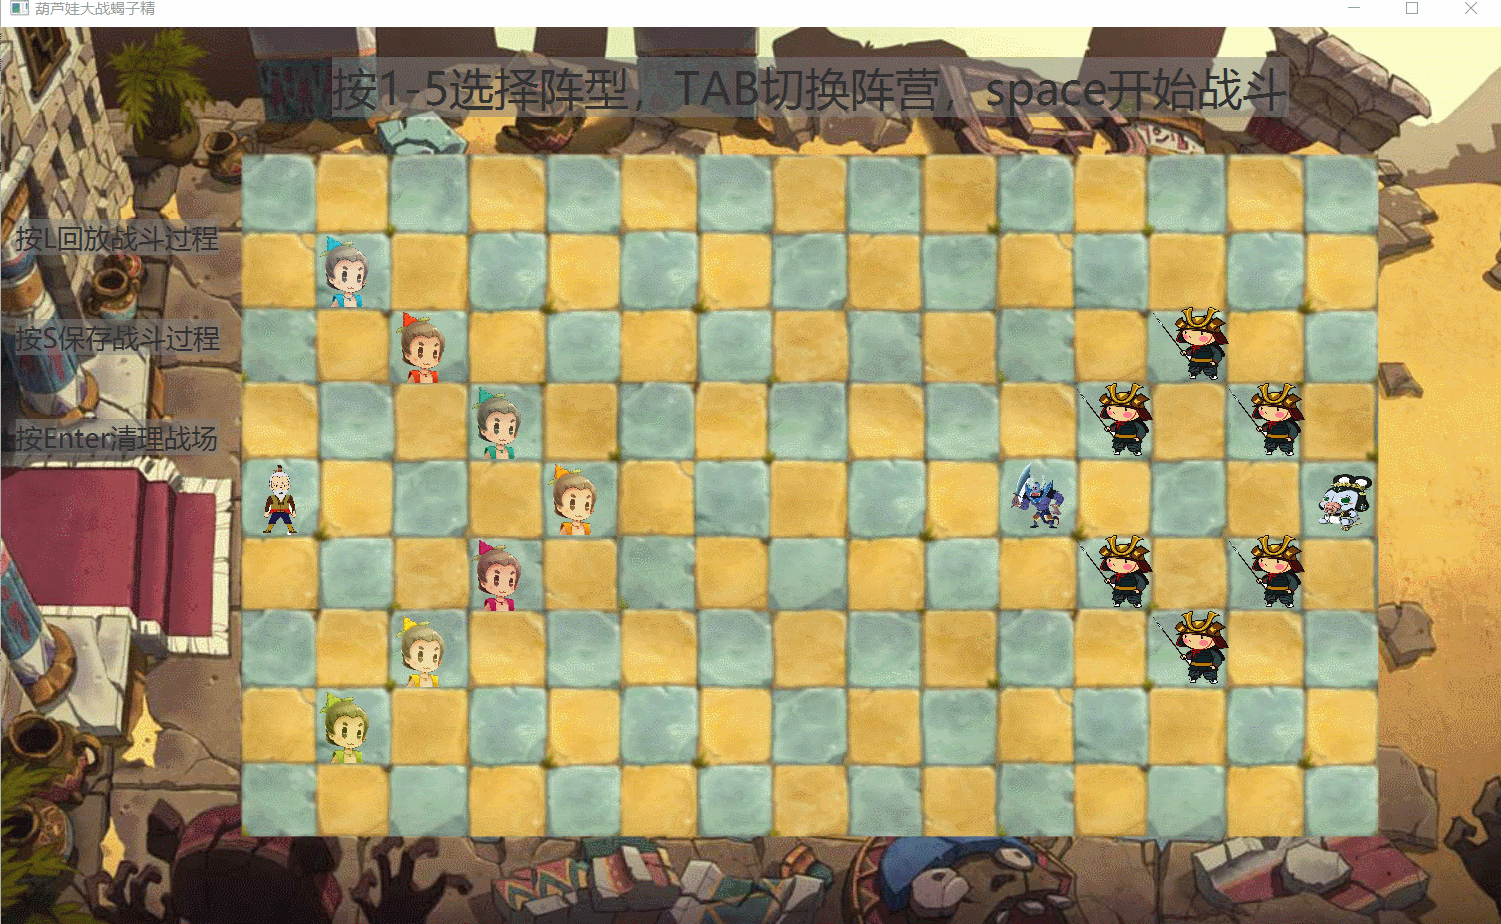 葫芦娃大战蝎子精
按1-5选择阵型，TAB切换阵营，space开始战斗
按L回放战斗过程
按S保存战斗过程
按Enter清理战场